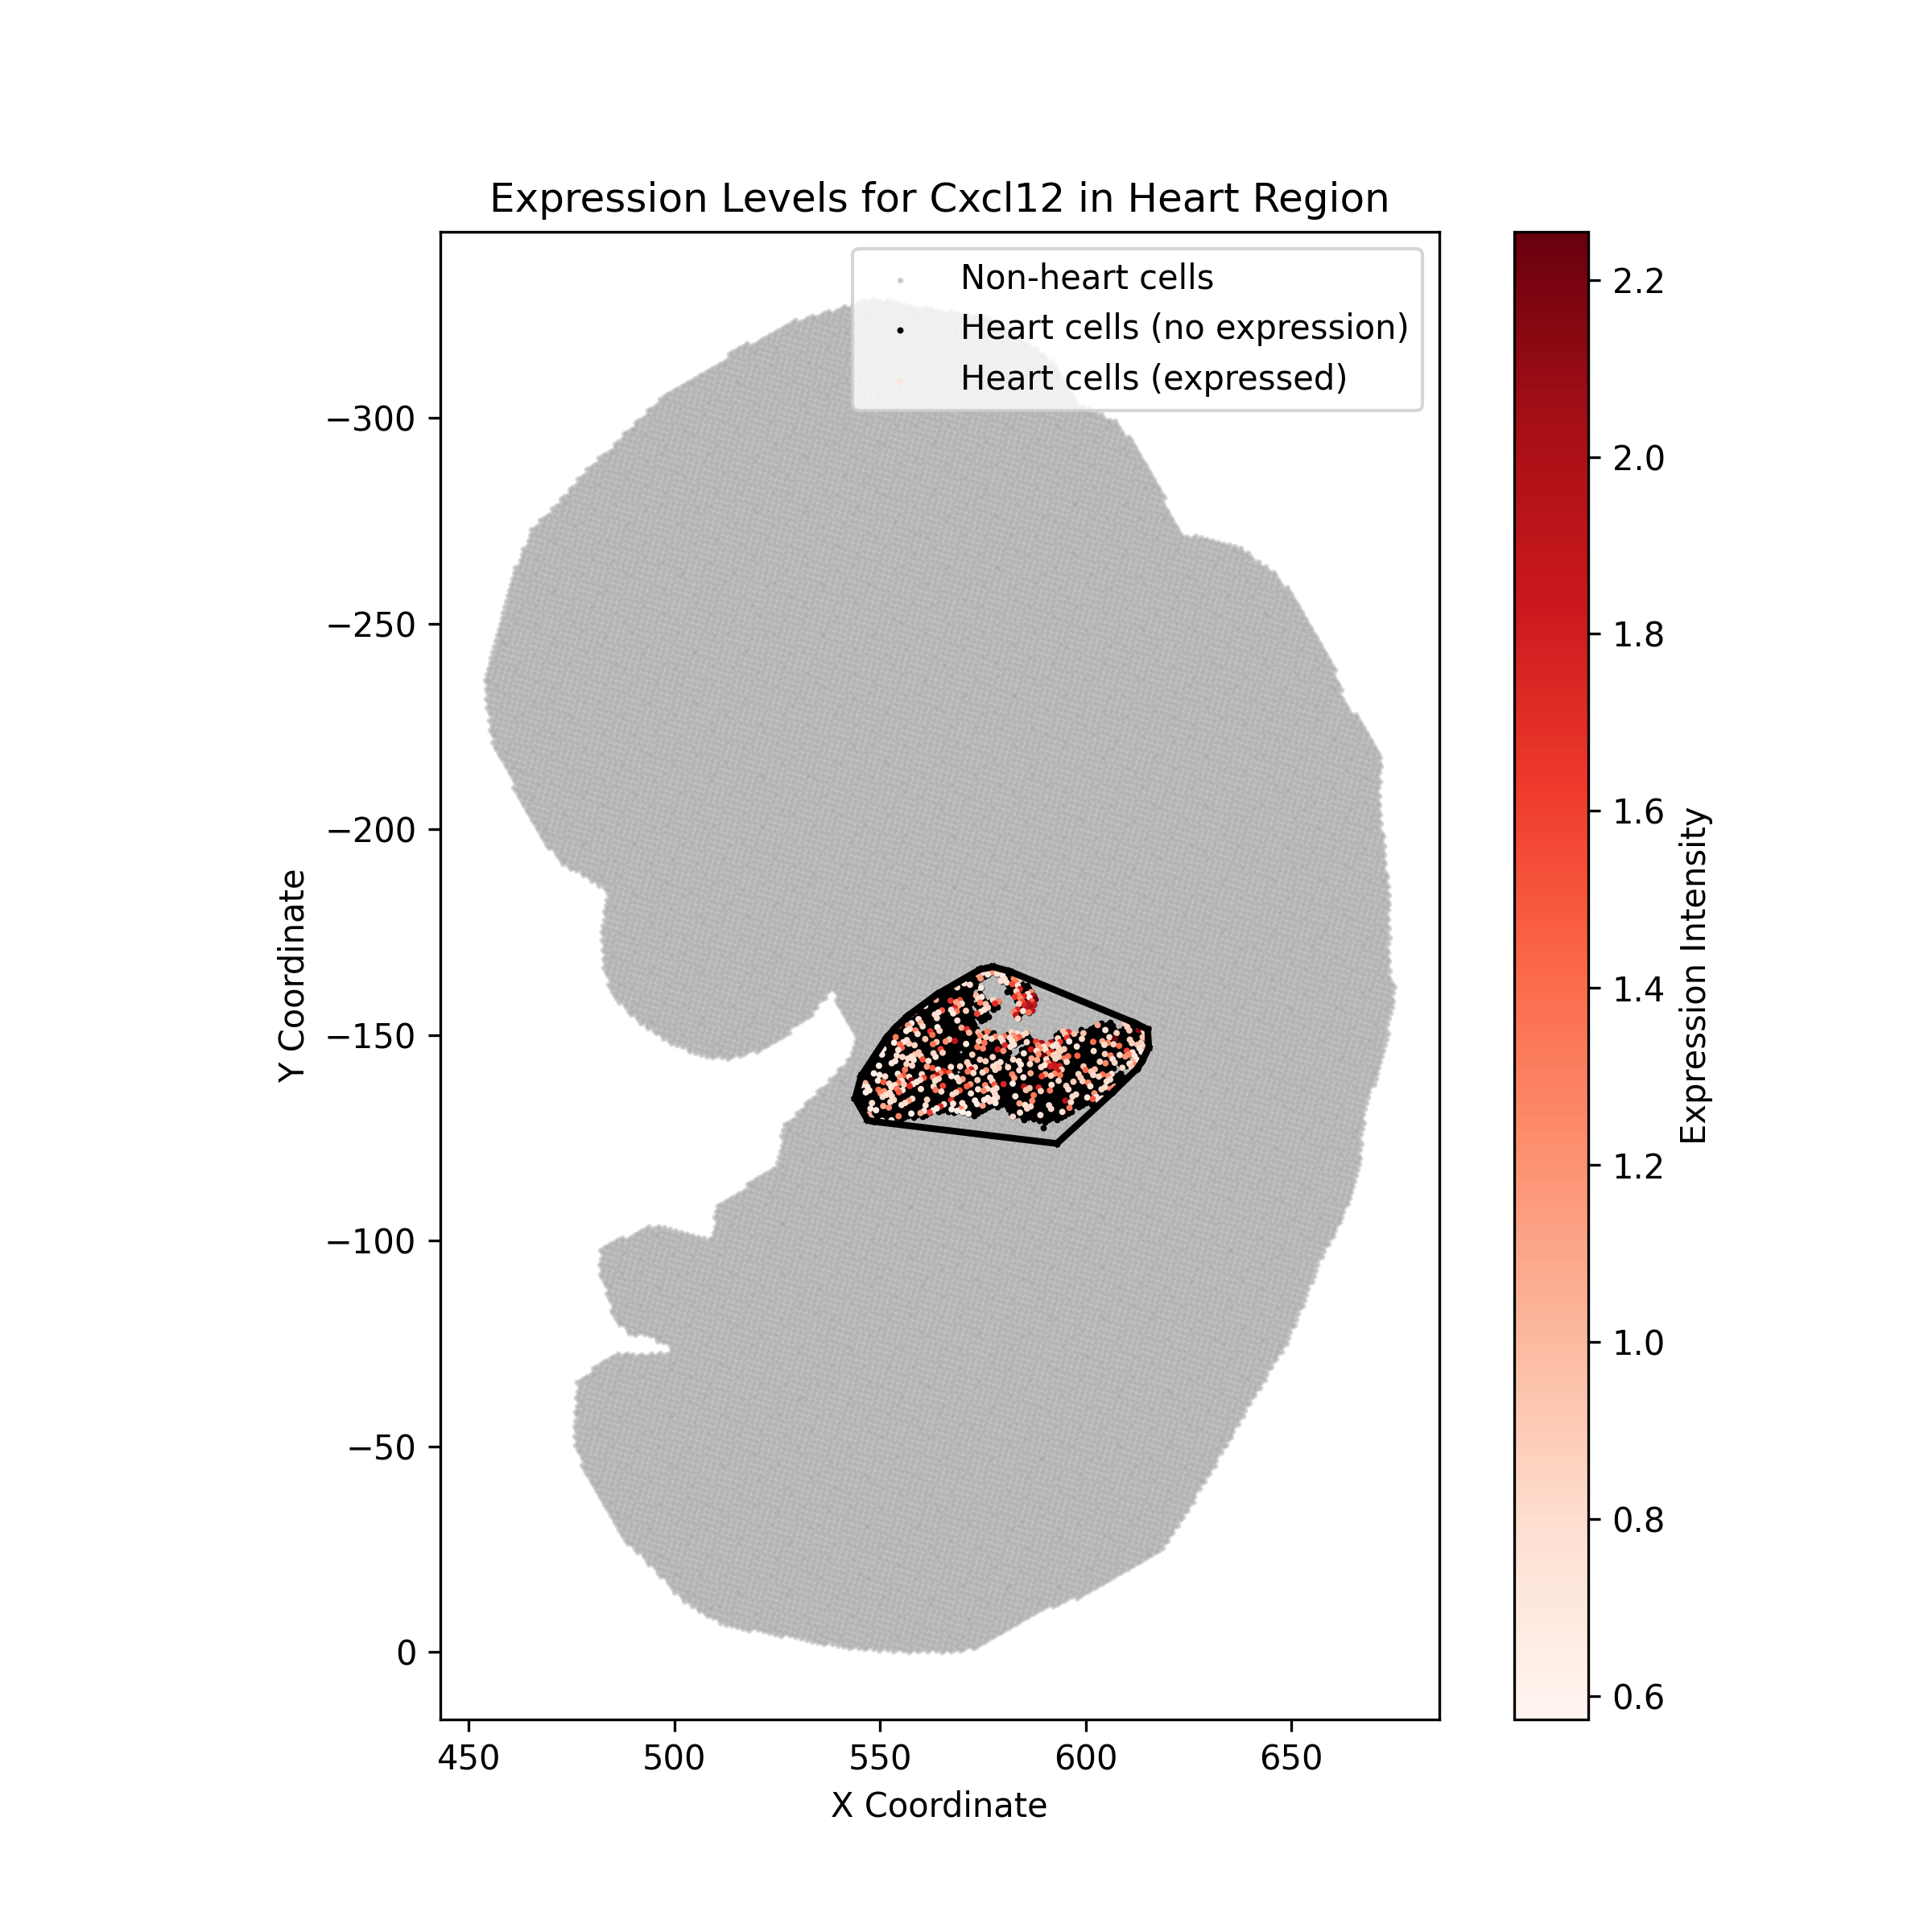 Expression Levels for Cxcl12 in Heart Region
Non-heart cells
Heart cells (no expression)
Heart cells (expressed)
−300
−250
−200
−150
−100
−50
0
Y Coordinate
450 500 550 600 650
X Coordinate
2.2
2.0
1.8
1.6
1.4
1.2
1.0
0.8
0.6
Expression Intensity